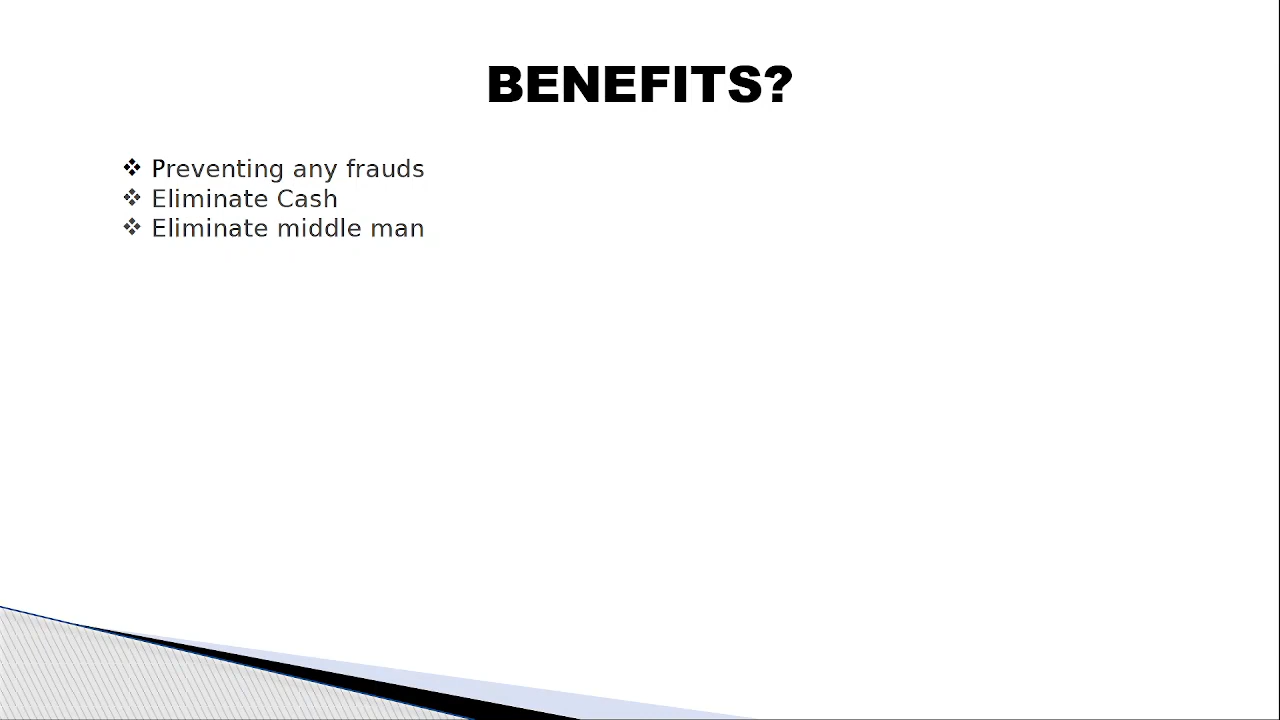 BENEFITS?
❖ Preventing any frauds
❖ Eliminate Cash
❖ Eliminate middle man